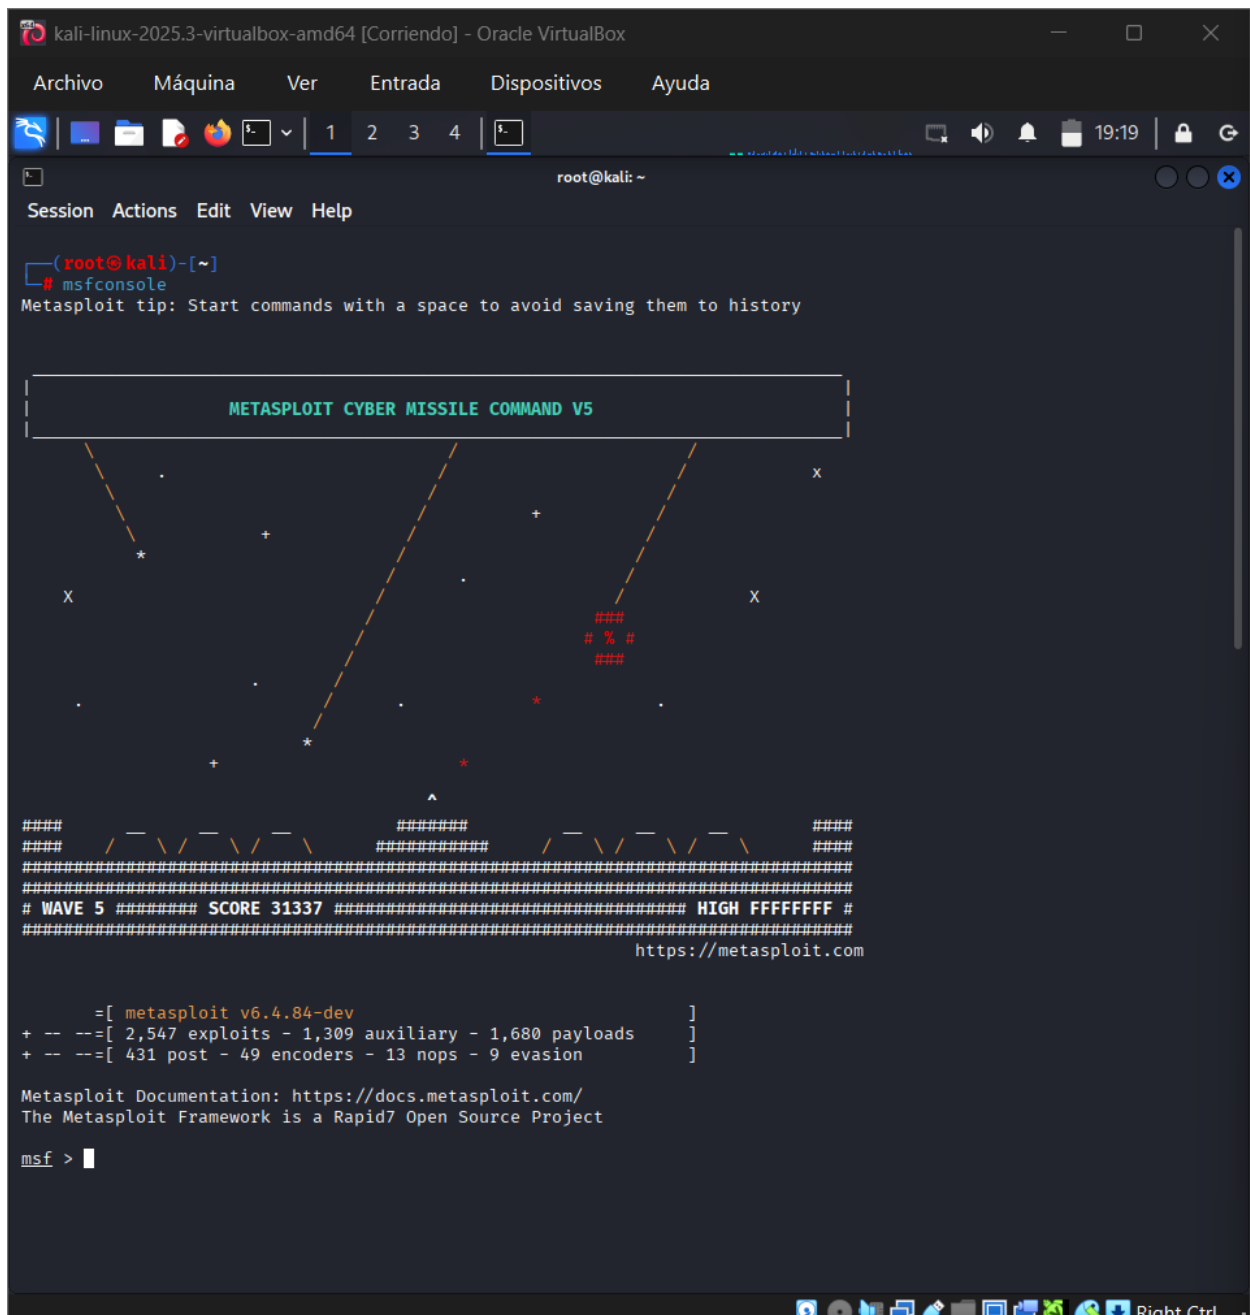 kali-linux-2025.3-virtualbox-amd64 [Corriendo] - Oracle VirtualBox
Archivo Máquina Ver Entrada Dispositivos Ayuda
1 2 3 4 19:19
root@kali: ~
Session Actions Edit View Help
┌──(root㉿kali)-[~]
└─# msfconsole
Metasploit tip: Start commands with a space to avoid saving them to history
METASPLOIT CYBER MISSILE COMMAND V5
# WAVE 5 ######## SCORE 31337 ################################## HIGH FFFFFFFF #
https://metasploit.com
=[ metasploit v6.4.84-dev ]
+ -- --=[ 2,547 exploits - 1,309 auxiliary - 1,680 payloads ]
+ -- --=[ 431 post - 49 encoders - 13 nops - 9 evasion ]
Metasploit Documentation: https://docs.metasploit.com/
The Metasploit Framework is a Rapid7 Open Source Project
msf >
Right Ctrl